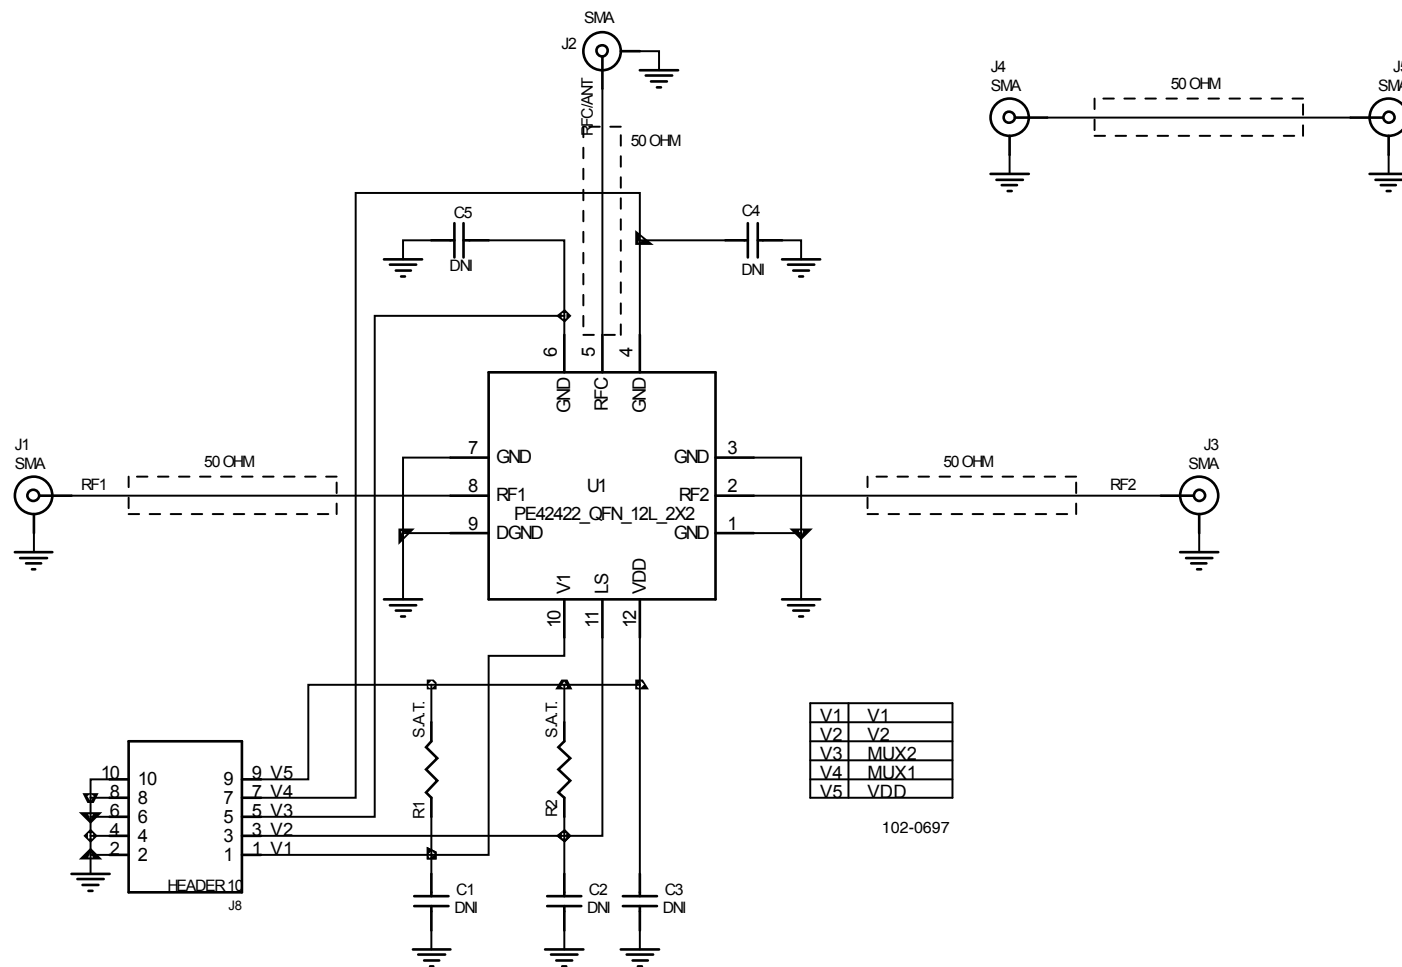 SMA
J2
RFC/ANT
50 OHM
J4
SMA
50 OHM
J5
SMA
C5
DNI
C4
DNI
6
5
4
GND
RFC
GND
J1
SMA
RF1
50 OHM
7
GND
8
RF1
9
DGND
U1
PE42422_QFN_12L_2X2
GND
3
RF2
2
GND
1
50 OHM
RF2
J3
SMA
V1
LS
VDD
10
11
12
S.A.T.
R1
S.A.T.
R2
10 10 9 9 V5
8 8 7 7 V4
6 6 5 5 V3
4 4 3 3 V2
2 2 1 1 V1
HEADER 10
J8
C1
DNI
C2
DNI
C3
DNI
V1 V1
V2 V2
V3 MUX2
V4 MUX1
V5 VDD
102-0697